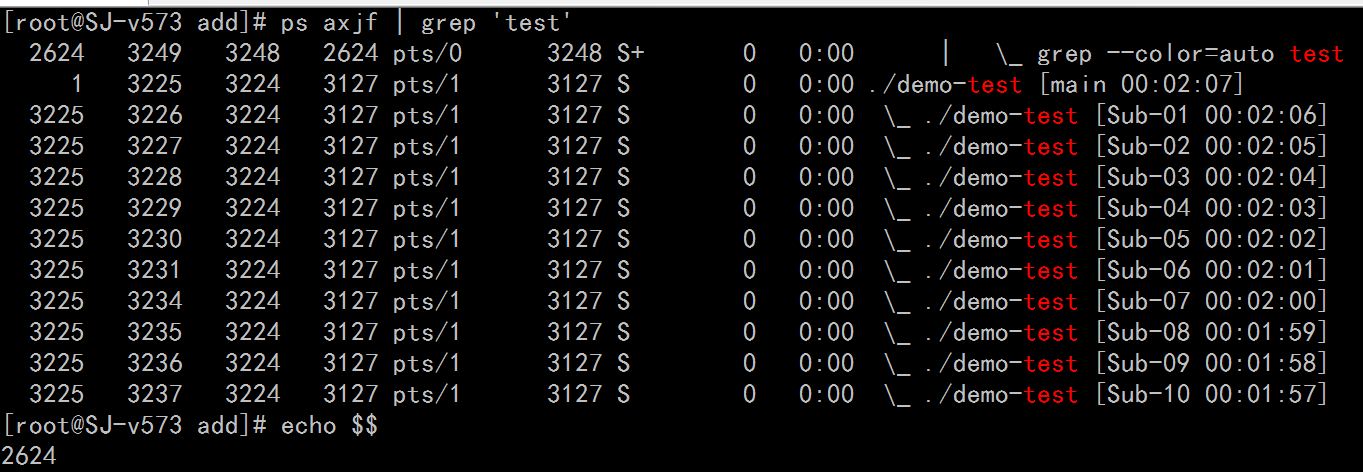 [root@SJ-v573 add]# ps axjf | grep 'test'
 2624  3249  3248  2624 pts/0     3248 S+       0   0:00      |   \_ grep --color=auto test
    1  3225  3224  3127 pts/1     3127 S        0   0:00 ./demo-test [main 00:02:07]
 3225  3226  3224  3127 pts/1     3127 S        0   0:00  \_ ./demo-test [Sub-01 00:02:06]
 3225  3227  3224  3127 pts/1     3127 S        0   0:00  \_ ./demo-test [Sub-02 00:02:05]
 3225  3228  3224  3127 pts/1     3127 S        0   0:00  \_ ./demo-test [Sub-03 00:02:04]
 3225  3229  3224  3127 pts/1     3127 S        0   0:00  \_ ./demo-test [Sub-04 00:02:03]
 3225  3230  3224  3127 pts/1     3127 S        0   0:00  \_ ./demo-test [Sub-05 00:02:02]
 3225  3231  3224  3127 pts/1     3127 S        0   0:00  \_ ./demo-test [Sub-06 00:02:01]
 3225  3234  3224  3127 pts/1     3127 S        0   0:00  \_ ./demo-test [Sub-07 00:02:00]
 3225  3235  3224  3127 pts/1     3127 S        0   0:00  \_ ./demo-test [Sub-08 00:01:59]
 3225  3236  3224  3127 pts/1     3127 S        0   0:00  \_ ./demo-test [Sub-09 00:01:58]
 3225  3237  3224  3127 pts/1     3127 S        0   0:00  \_ ./demo-test [Sub-10 00:01:57]
[root@SJ-v573 add]# echo $$
2624